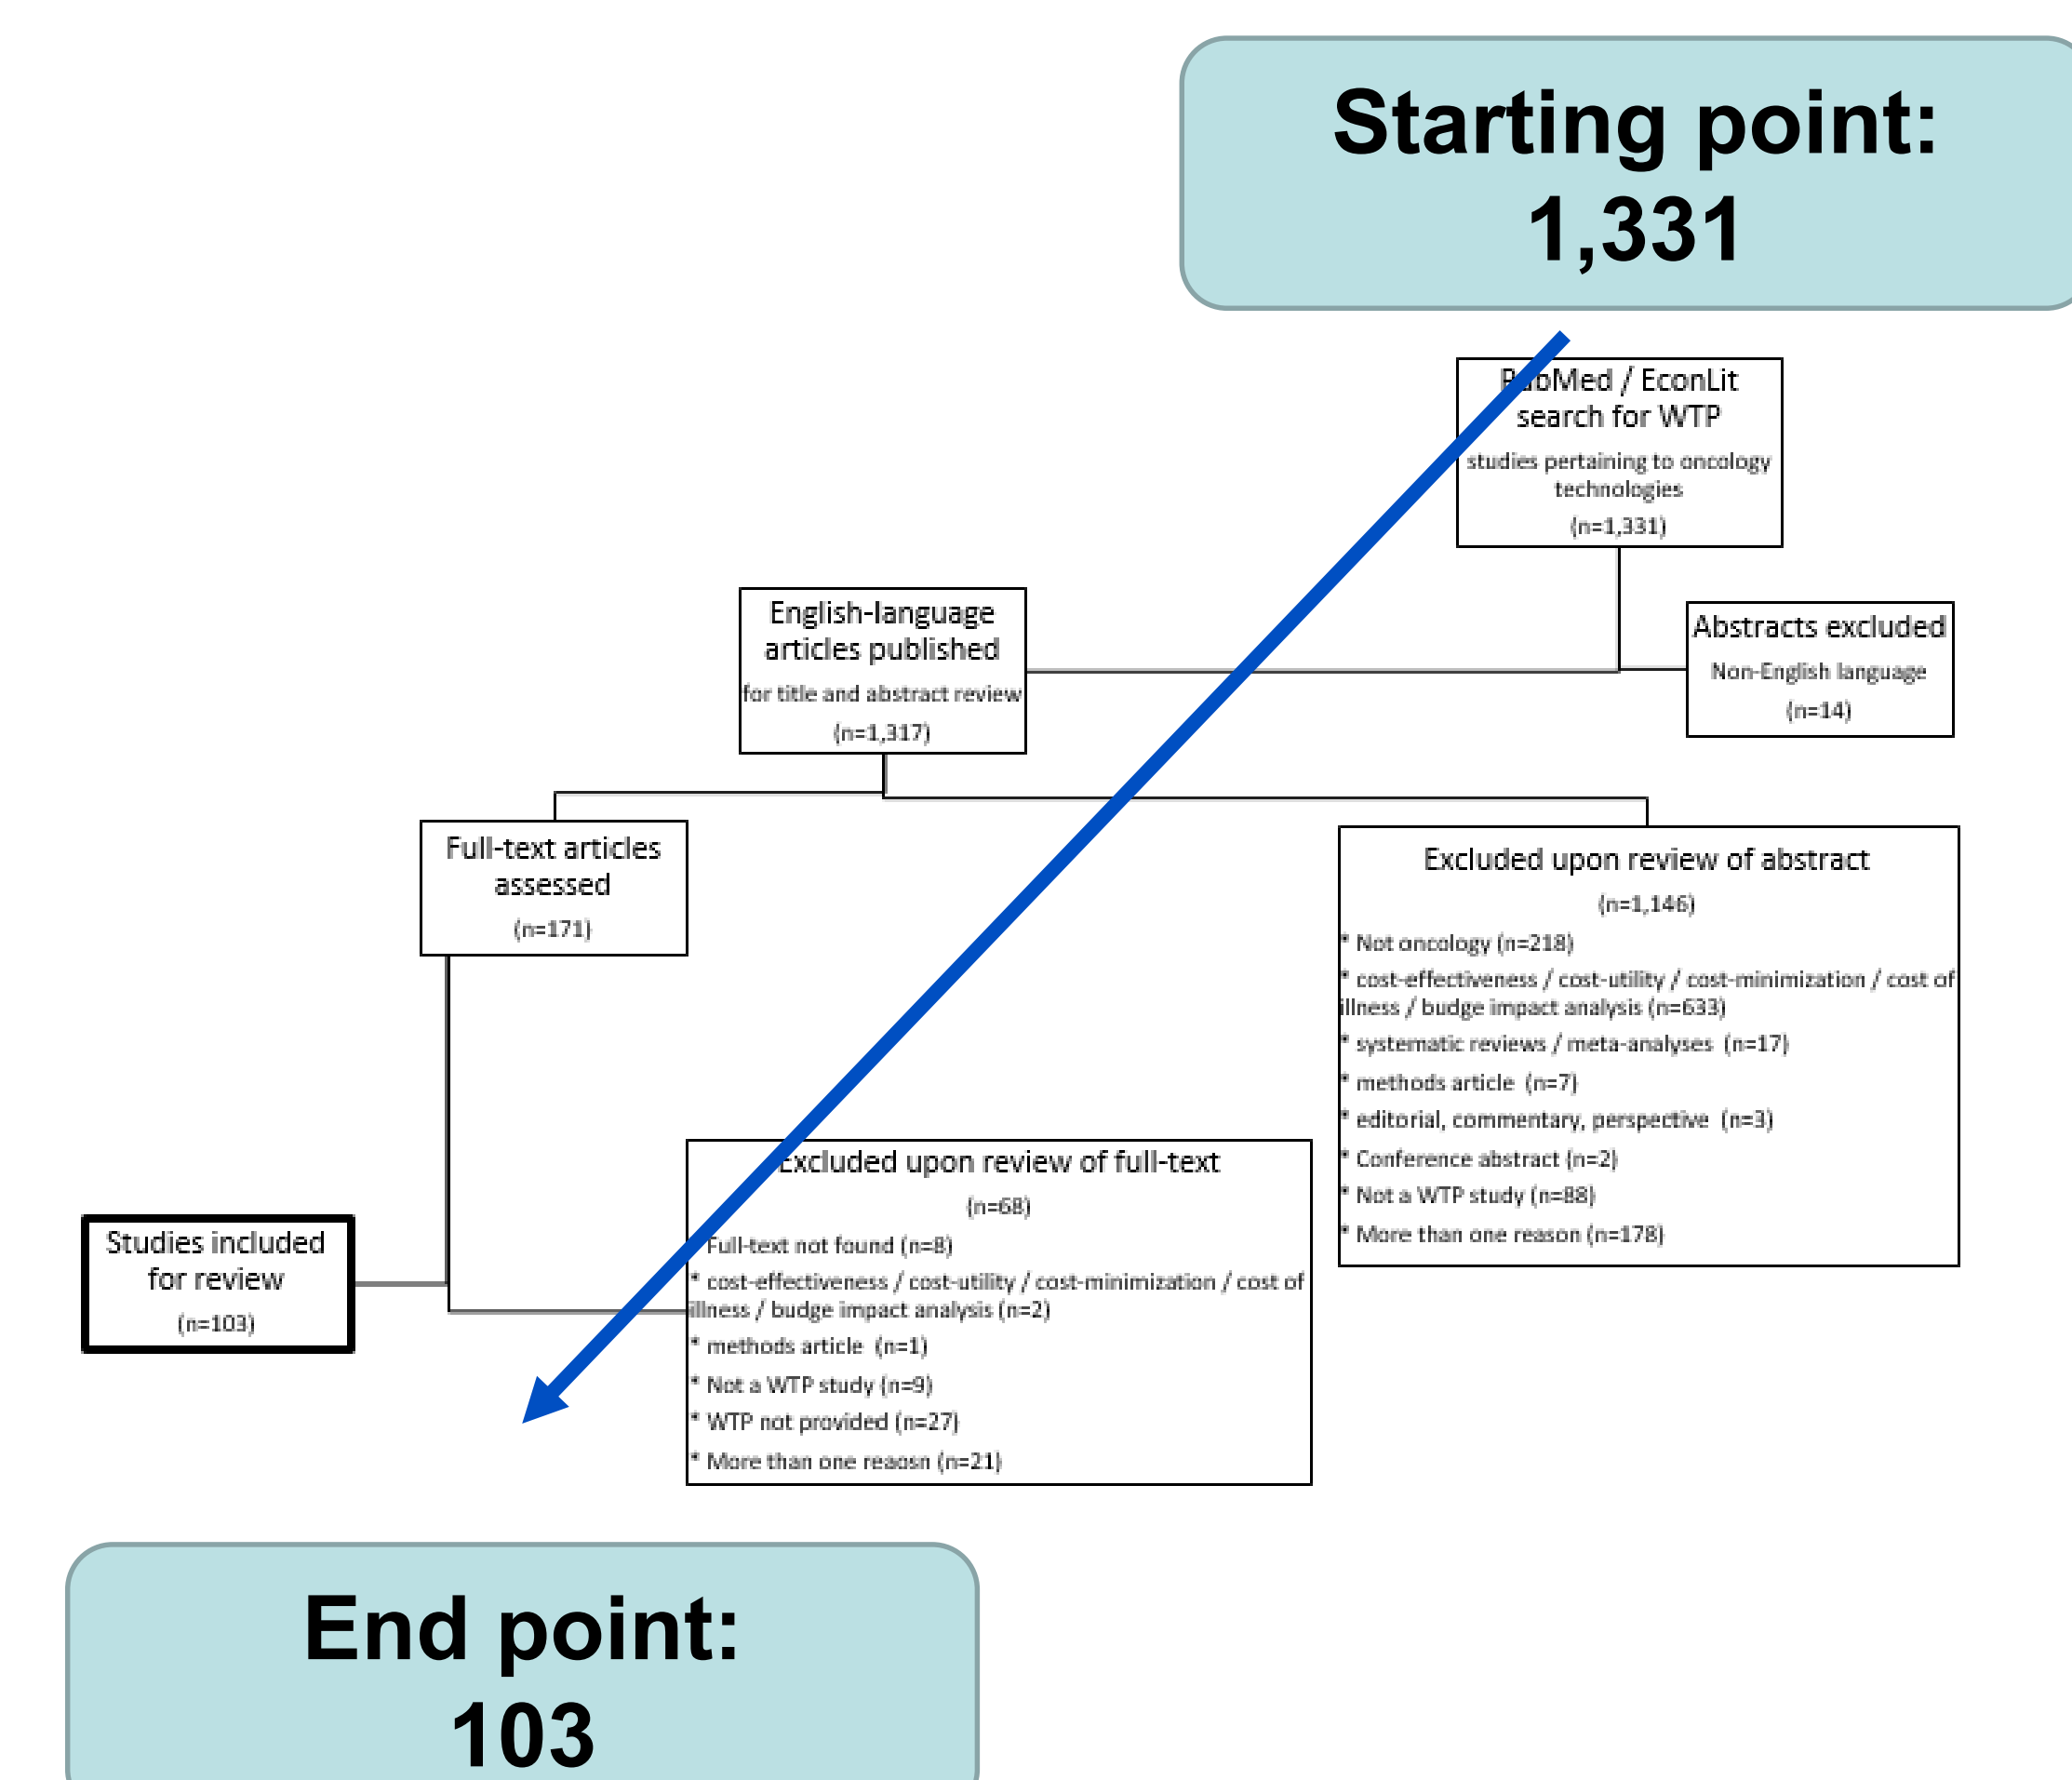 Starting point:
1,331
PubMed / EconLit
search for WTP
studies pertaining to oncology
technologies
(n=1,331)
English-language
articles published
for title and abstract review
(n=1,317)
Abstracts excluded
Non-English language
(n=14)
Full-text articles
assessed
(n=171)
Excluded upon review of abstract
(n=1,146)
* Not oncology (n=218)
* cost-effectiveness / cost-utility / cost-minimization / cost of
illness / budge impact analysis (n=633)
* systematic reviews / meta-analyses (n=17)
* methods article (n=7)
* editorial, commentary, perspective (n=3)
* Conference abstract (n=2)
* Not a WTP study (n=88)
* More than one reason (n=178)
Excluded upon review of full-text
(n=68)
* Full-text not found (n=8)
* cost-effectiveness / cost-utility / cost-minimization / cost of
illness / budge impact analysis (n=2)
* methods article (n=1)
* Not a WTP study (n=9)
* WTP not provided (n=27)
* More than one reaosn (n=21)
Studies included
for review
(n=103)
End point:
103